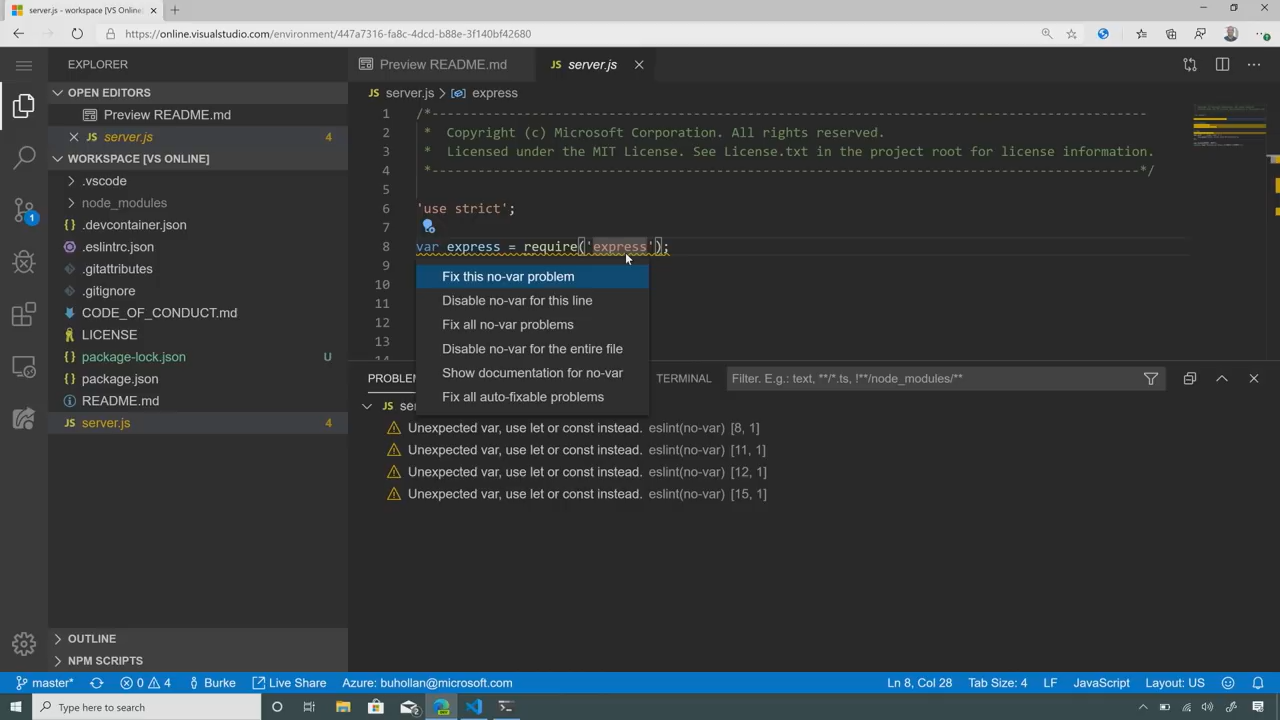 server.js - workspace [VS Online]
https://online.visualstudio.com/environment/447a7316-fa8c-4dcd-b88e-3f140bf42680
EXPLORER
OPEN EDITORS
Preview README.md
server.js 4
WORKSPACE [VS ONLINE]
.vscode
node_modules
.devcontainer.json
.eslintrc.json
.gitattributes
.gitignore
CODE_OF_CONDUCT.md
LICENSE
package-lock.json U
package.json
README.md
JS server.js 4
OUTLINE
NPM SCRIPTS
1
Preview README.md
JS server.js
JS server.js > express
1 /*---------------------------------------------------------------------------------------------
2 * Copyright (c) Microsoft Corporation. All rights reserved.
3 * Licensed under the MIT License. See License.txt in the project root for license information.
4 *--------------------------------------------------------------------------------------------*/
5
6 'use strict';
7
8 var express = require('express');
9
10
11
12
13
14
Fix this no-var problem
Disable no-var for this line
Fix all no-var problems
Disable no-var for the entire file
Show documentation for no-var
Fix all auto-fixable problems
PROBLEM
TERMINAL
Filter. E.g.: text, **/*.ts, !**/node_modules/**
Unexpected var, use let or const instead. eslint(no-var) [8, 1]
Unexpected var, use let or const instead. eslint(no-var) [11, 1]
Unexpected var, use let or const instead. eslint(no-var) [12, 1]
Unexpected var, use let or const instead. eslint(no-var) [15, 1]
master* 0 4 Burke Live Share Azure: buhollan@microsoft.com Ln 8, Col 28 Tab Size: 4 LF JavaScript Layout: US
Type here to search